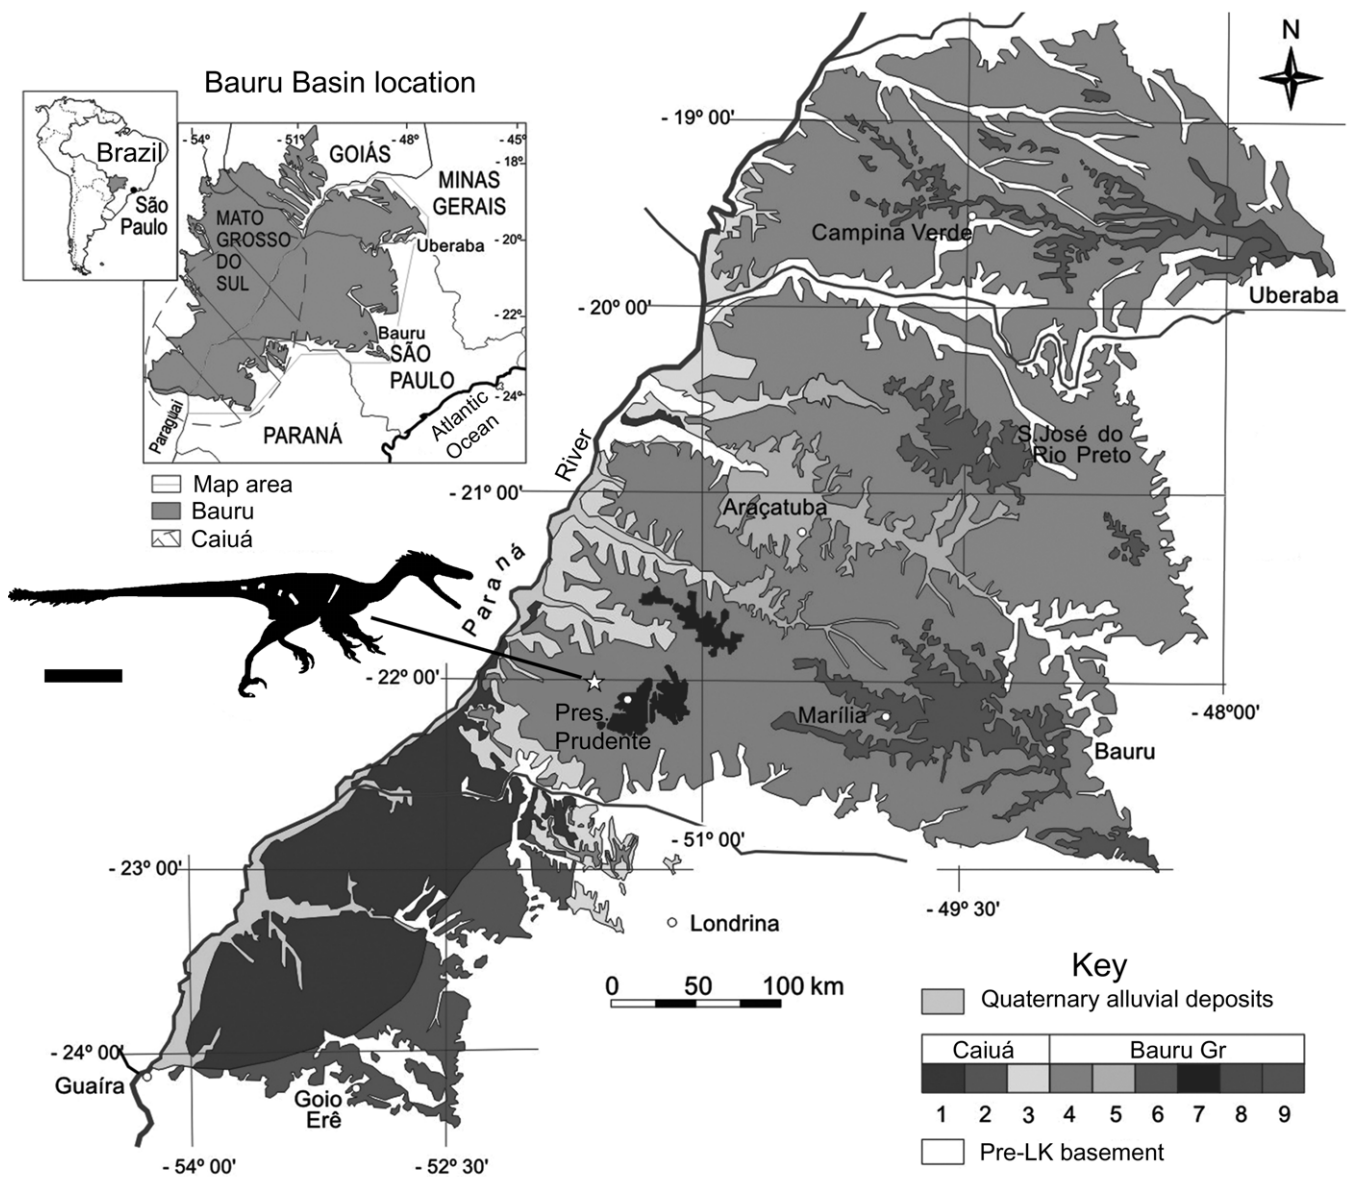 Bauru Basin location
N
- 54º
- 51º
- 48º
- 45º
- 18º
Brazil
São
Paulo
GOIÁS
MINAS
GERAIS
MATO
GROSSO
DO
SUL
Uberaba
- 20º
- 22º
Bauru
SÃO
PAULO
- 24º
Paraguai
PARANÁ
Atlantic
Ocean
Map area
Bauru
Caiuá
- 19º 00'
Campina Verde
Uberaba
- 20º 00'
S.José do
Rio Preto
River
- 21º 00'
Araçatuba
Paraná
- 22º 00'
Pres.
Prudente
Marília
- 48º00'
Bauru
- 51º 00'
- 23º 00'
- 49º 30'
Londrina
0 50 100 km
Key
Quaternary alluvial deposits
Caiuá Bauru Gr
1 2 3 4 5 6 7 8 9
Pre-LK basement
- 24º 00'
Guaíra
Goio
Erê
- 54º 00'
- 52º 30'